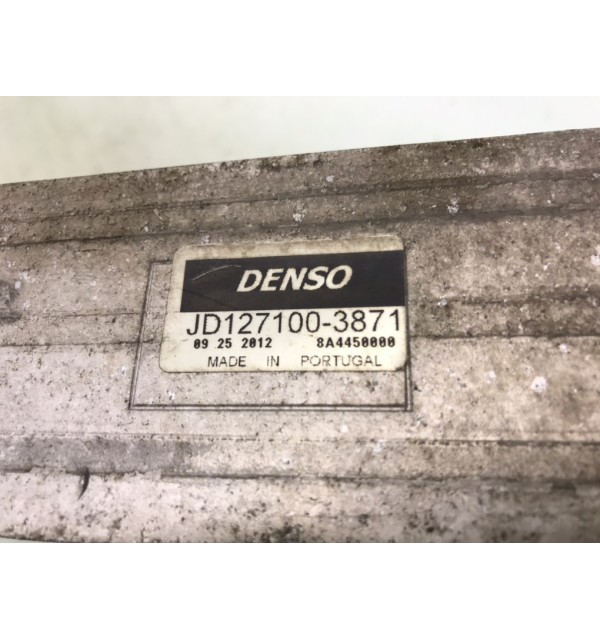 DENSO
JD127100-3871
09 25 2012 8A4450000
MADE IN PORTUGAL